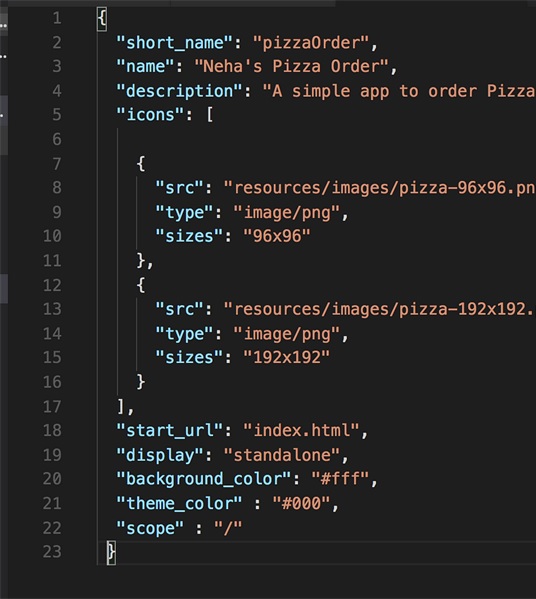 1 {
2 "short_name": "pizzaOrder",
3 "name": "Neha's Pizza Order",
4 "description": "A simple app to order Pizza
5 "icons": [
6
7 {
8 "src": "resources/images/pizza-96x96.pn
9 "type": "image/png",
10 "sizes": "96x96"
11 },
12 {
13 "src": "resources/images/pizza-192x192.
14 "type": "image/png",
15 "sizes": "192x192"
16 }
17 ],
18 "start_url": "index.html",
19 "display": "standalone",
20 "background_color": "#fff",
21 "theme_color" : "#000",
22 "scope" : "/"
23 }